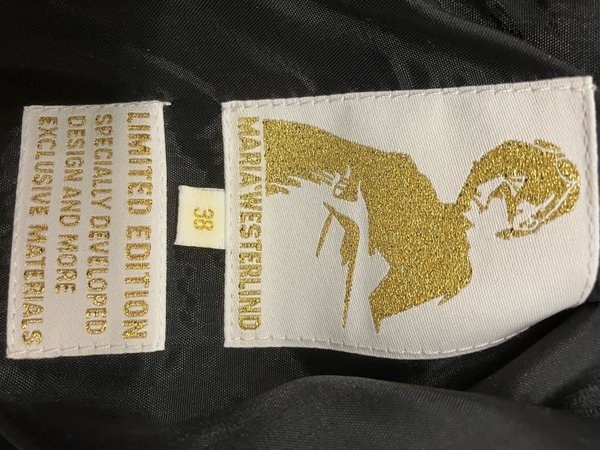 MARIA WESTERLIND
38
LIMITED EDITION
SPECIALLY DEVELOPED
DESIGN AND MORE
EXCLUSIVE MATERIALS